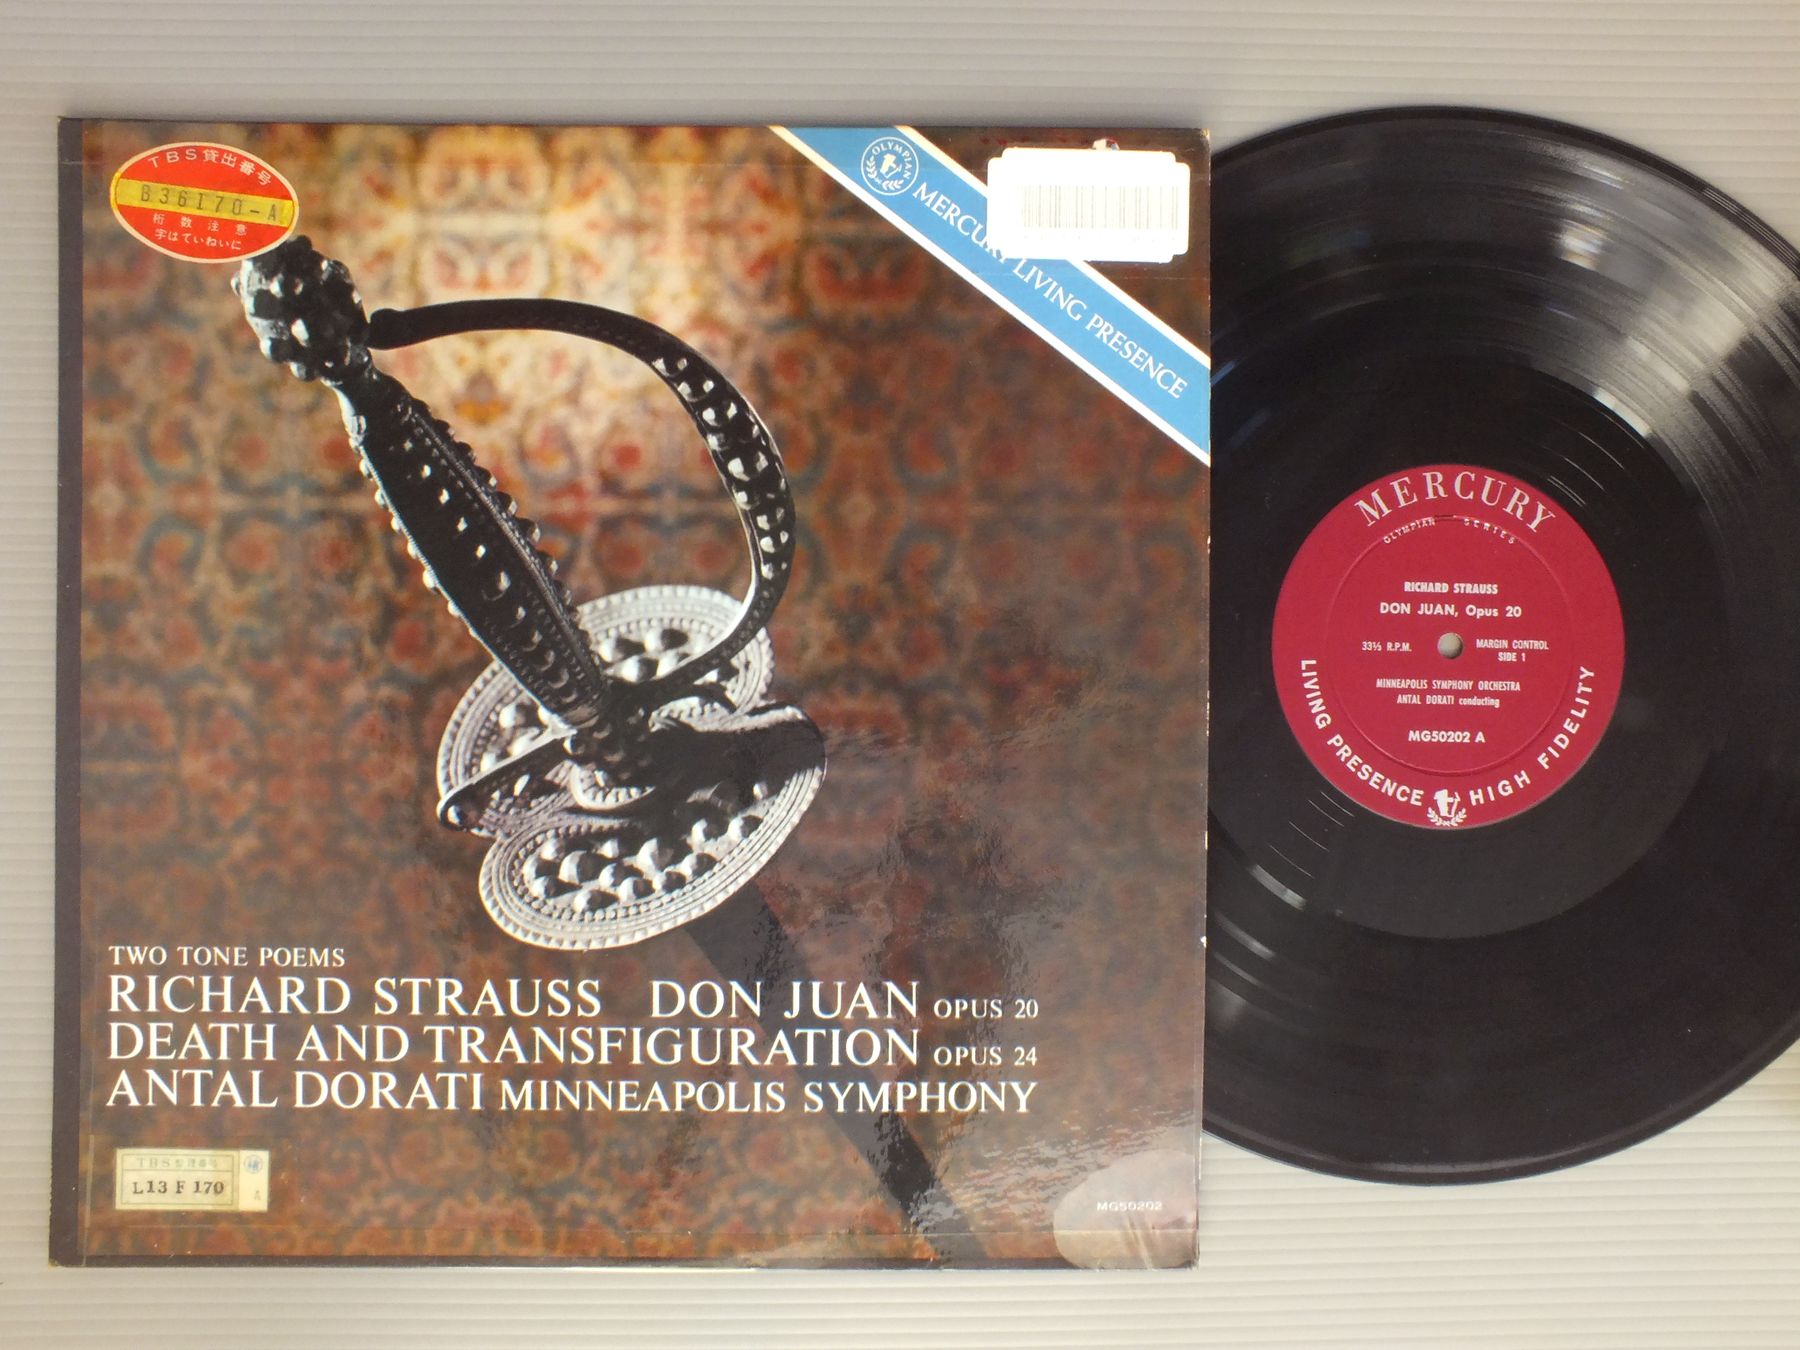 TBS貸出番号
B36170-A
桁数注意
字はていねいに
OLYMPIAN
MERCURY LIVING PRESENCE
TWO TONE POEMS
RICHARD STRAUSS DON JUAN OPUS 20
DEATH AND TRANSFIGURATION OPUS 24
ANTAL DORATI MINNEAPOLIS SYMPHONY
L13 F 170
A
MG50202
MERCURY
OLYMPIAN SERIES
RICHARD STRAUSS
DON JUAN, Opus 20
33⅓ R.P.M.
MARGIN CONTROL
SIDE 1
MINNEAPOLIS SYMPHONY ORCHESTRA
ANTAL DORATI conducting
MG50202 A
LIVING PRESENCE HIGH FIDELITY